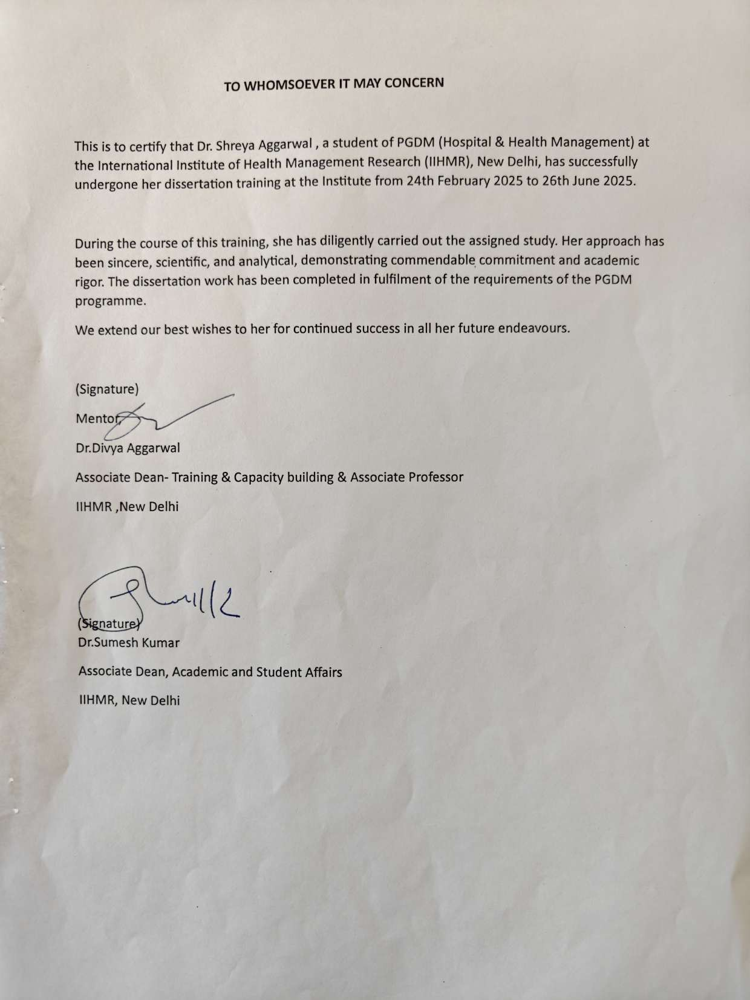 TO WHOMSOEVER IT MAY CONCERN
This is to certify that Dr. Shreya Aggarwal , a student of PGDM (Hospital & Health Management) at
the International Institute of Health Management Research (IIHMR), New Delhi, has successfully
undergone her dissertation training at the Institute from 24th February 2025 to 26th June 2025.
During the course of this training, she has diligently carried out the assigned study. Her approach has
been sincere, scientific, and analytical, demonstrating commendable commitment and academic
rigor. The dissertation work has been completed in fulfilment of the requirements of the PGDM
programme.
We extend our best wishes to her for continued success in all her future endeavours.
(Signature)
Mentor,
Dr.Divya Aggarwal
Associate Dean- Training & Capacity building & Associate Professor
IIHMR ,New Delhi
(Signature)
Dr.Sumesh Kumar
Associate Dean, Academic and Student Affairs
IIHMR, New Delhi